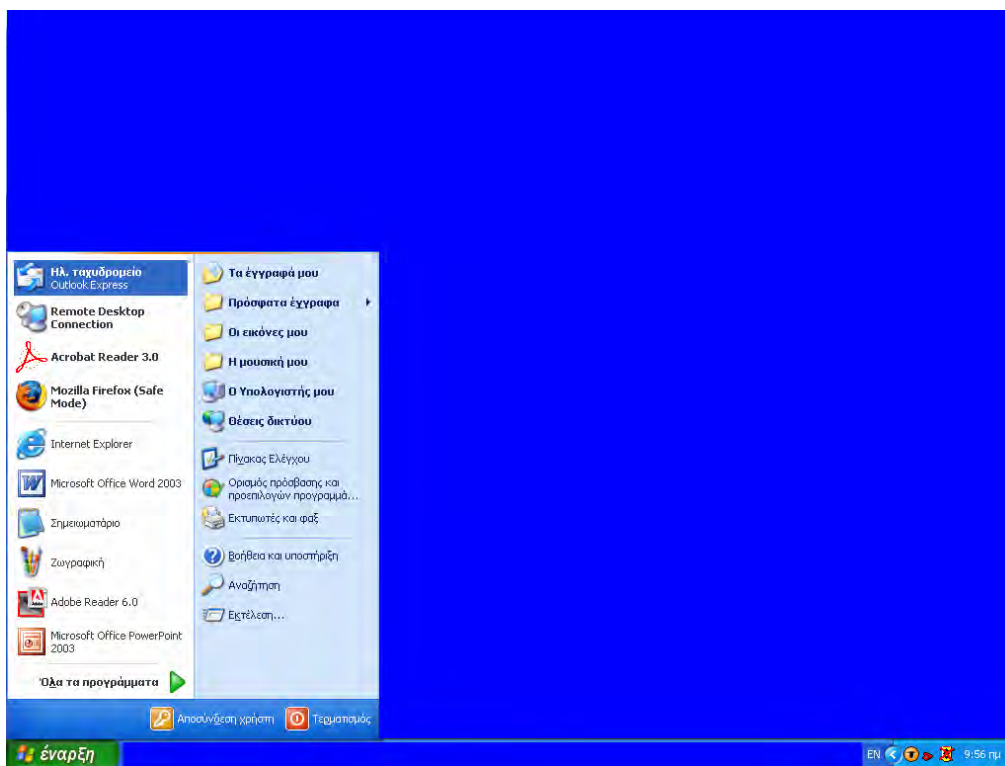 Ηλ. ταχυδρομείο
Outlook Express
Remote Desktop
Connection
Acrobat Reader 3.0
Mozilla Firefox (Safe
Mode)
Internet Explorer
Microsoft Office Word 2003
Σημειωματάριο
Ζωγραφική
Adobe Reader 6.0
Microsoft Office PowerPoint
2003
Όλα τα προγράμματα
Τα έγγραφά μου
Πρόσφατα έγγραφα
Οι εικόνες μου
Η μουσική μου
Ο Υπολογιστής μου
Θέσεις δικτύου
Πίνακας Ελέγχου
Ορισμός πρόσβασης και
προεπιλογών προγραμμά...
Εκτυπωτές και φαξ
Βοήθεια και υποστήριξη
Αναζήτηση
Εκτέλεση...
Αποσύνδεση χρήστη
Τερματισμός
έναρξη
EN
9:56 πμ